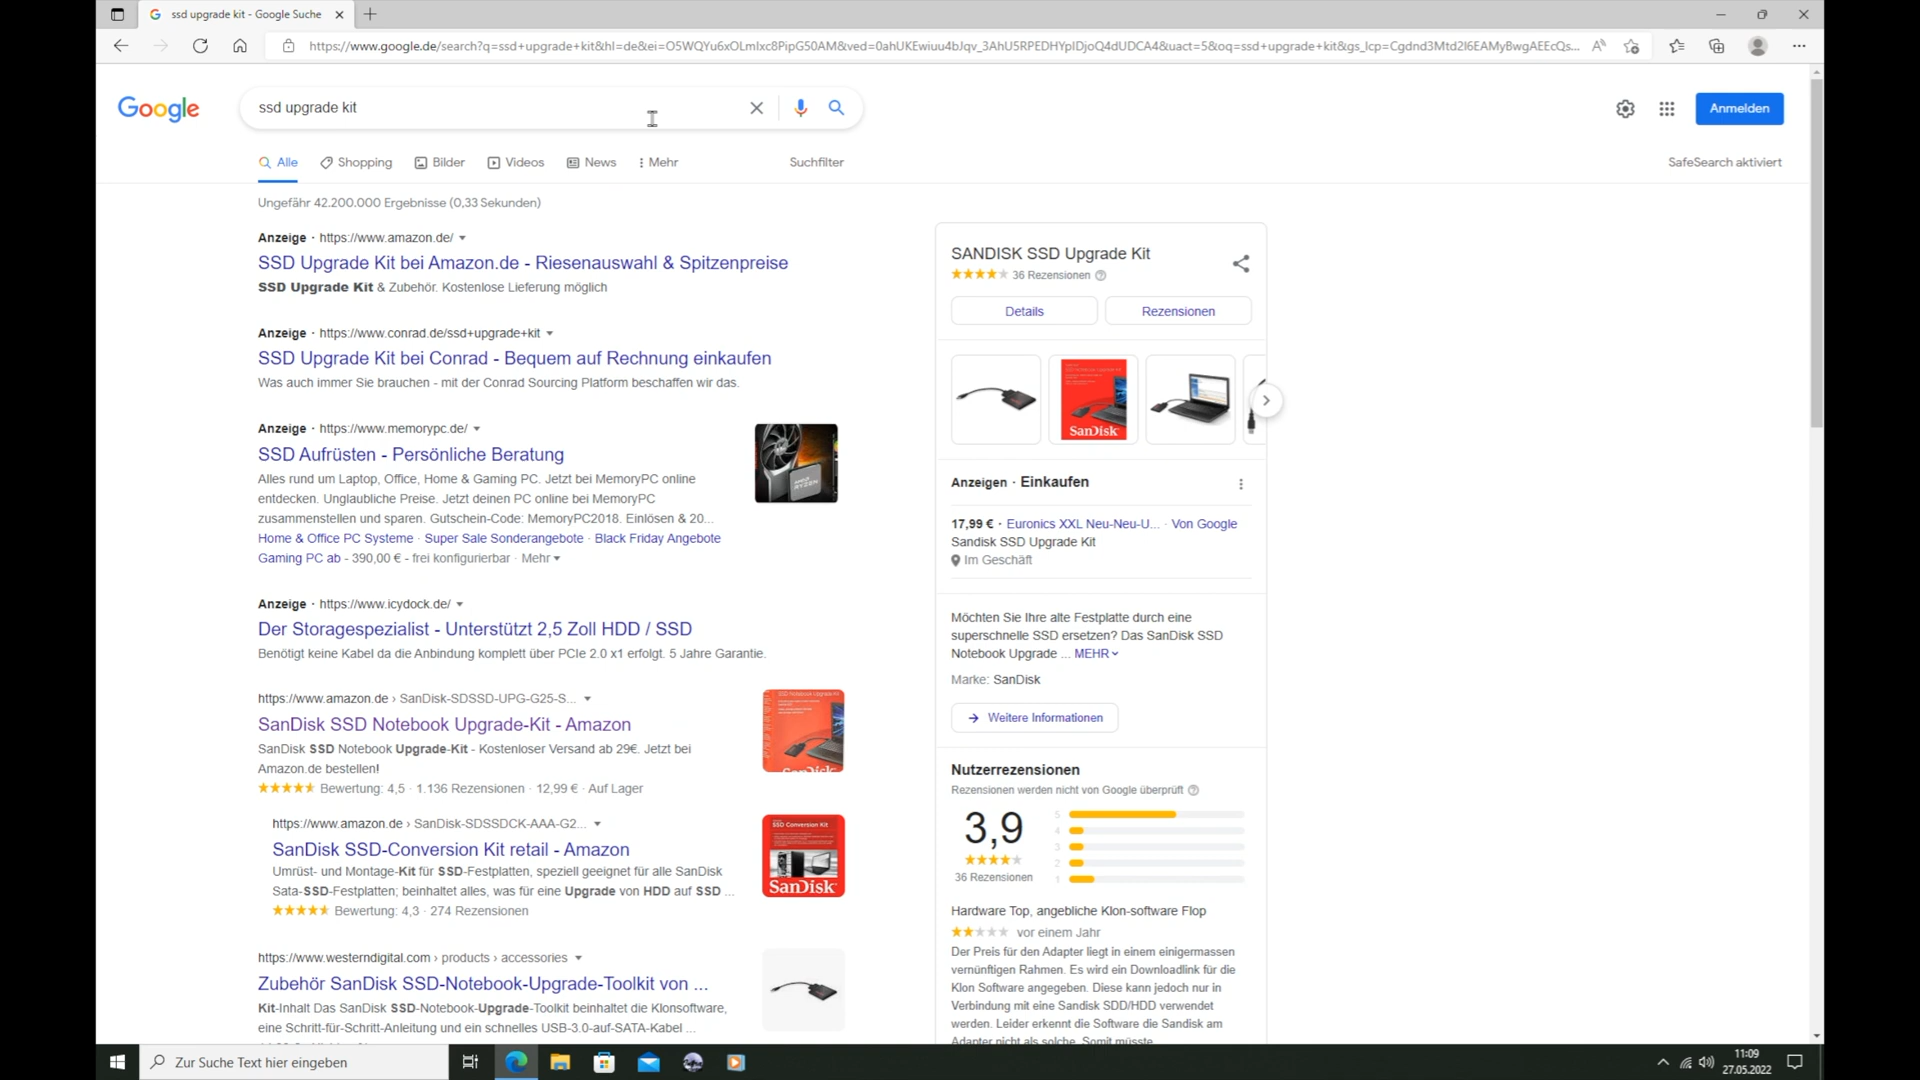 ssd upgrade kit - Google Suche
https://www.google.de/search?q=ssd+upgrade+kit&hl=de&ei=O5WQYu6xOLmlxc8PipG50AM&ved=0ahUKEwiuu4bJqv_3AhU5RPEDHYpIDjoQ4dUDCA4&uact=5&oq=ssd+upgrade+kit&gs_lcp=Cgdnd3Mtd2l6EAMyBwgAEEcQs...
Google
ssd upgrade kit
Anmelden
Alle
Shopping
Bilder
Videos
News
Mehr
Suchfilter
SafeSearch aktiviert
Ungefähr 42.200.000 Ergebnisse (0,33 Sekunden)
Anzeige · https://www.amazon.de/
SSD Upgrade Kit bei Amazon.de - Riesenauswahl & Spitzenpreise
SSD Upgrade Kit & Zubehör. Kostenlose Lieferung möglich
Anzeige · https://www.conrad.de/ssd+upgrade+kit
SSD Upgrade Kit bei Conrad - Bequem auf Rechnung einkaufen
Was auch immer Sie brauchen - mit der Conrad Sourcing Platform beschaffen wir das.
Anzeige · https://www.memorypc.de/
SSD Aufrüsten - Persönliche Beratung
Alles rund um Laptop, Office, Home & Gaming PC. Jetzt bei MemoryPC online
entdecken. Unglaubliche Preise. Jetzt deinen PC online bei MemoryPC
zusammenstellen und sparen. Gutschein-Code: MemoryPC2018. Einlösen & 20...
Home & Office PC Systeme · Super Sale Sonderangebote · Black Friday Angebote
Gaming PC ab - 390,00 € - frei konfigurierbar · Mehr
RYZEN
Anzeige · https://www.icydock.de/
Der Storagespezialist - Unterstützt 2,5 Zoll HDD / SSD
Benötigt keine Kabel da die Anbindung komplett über PCIe 2.0 x1 erfolgt. 5 Jahre Garantie.
https://www.amazon.de › SanDisk-SDSSD-UPG-G25-S...
SanDisk SSD Notebook Upgrade-Kit - Amazon
SanDisk SSD Notebook Upgrade-Kit - Kostenloser Versand ab 29€. Jetzt bei
Amazon.de bestellen!
Bewertung: 4,5 · 1.136 Rezensionen · 12,99 € · Auf Lager
SSD Notebook Upgrade Kit
SanDisk
https://www.amazon.de › SanDisk-SDSSDCK-AAA-G2...
SanDisk SSD-Conversion Kit retail - Amazon
Umrüst- und Montage-Kit für SSD-Festplatten, speziell geeignet für alle SanDisk
Sata-SSD-Festplatten; beinhaltet alles, was für eine Upgrade von HDD auf SSD ...
Bewertung: 4,3 · 274 Rezensionen
SSD Conversion Kit
SanDisk
https://www.westerndigital.com › products › accessories
Zubehör SanDisk SSD-Notebook-Upgrade-Toolkit von ...
Kit-Inhalt Das SanDisk SSD-Notebook-Upgrade-Toolkit beinhaltet die Klonsoftware,
eine Schritt-für-Schritt-Anleitung und ein schnelles USB-3.0-auf-SATA-Kabel ...
SANDISK SSD Upgrade Kit
36 Rezensionen
Details
Rezensionen
SanDisk
Anzeigen · Einkaufen
17,99 € · Euronics XXL Neu-Neu-U... · Von Google
Sandisk SSD Upgrade Kit
Im Geschäft
Möchten Sie Ihre alte Festplatte durch eine
superschnelle SSD ersetzen? Das SanDisk SSD
Notebook Upgrade ... MEHR
Marke: SanDisk
Weitere Informationen
Nutzerrezensionen
Rezensionen werden nicht von Google überprüft
3,9
36 Rezensionen
5
4
3
2
1
Hardware Top, angebliche Klon-software Flop
vor einem Jahr
Der Preis für den Adapter liegt in einem einigermassen
vernünftigen Rahmen. Es wird ein Downloadlink für die
Klon Software angegeben. Diese kann jedoch nur in
Verbindung mit eine Sandisk SDD/HDD verwendet
werden. Leider erkennt die Software die Sandisk am
Adapter nicht als solche. Somit müsste
Zur Suche Text hier eingeben
11:09
27.05.2022